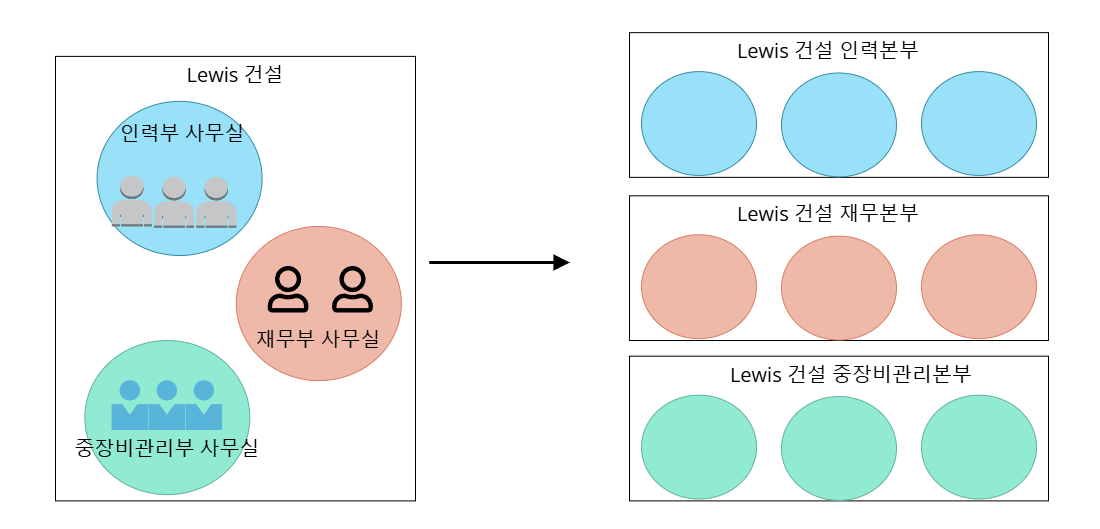 Lewis 건설
인력부 사무실
재무부 사무실
중장비관리부 사무실
Lewis 건설 인력본부
Lewis 건설 재무본부
Lewis 건설 중장비관리본부